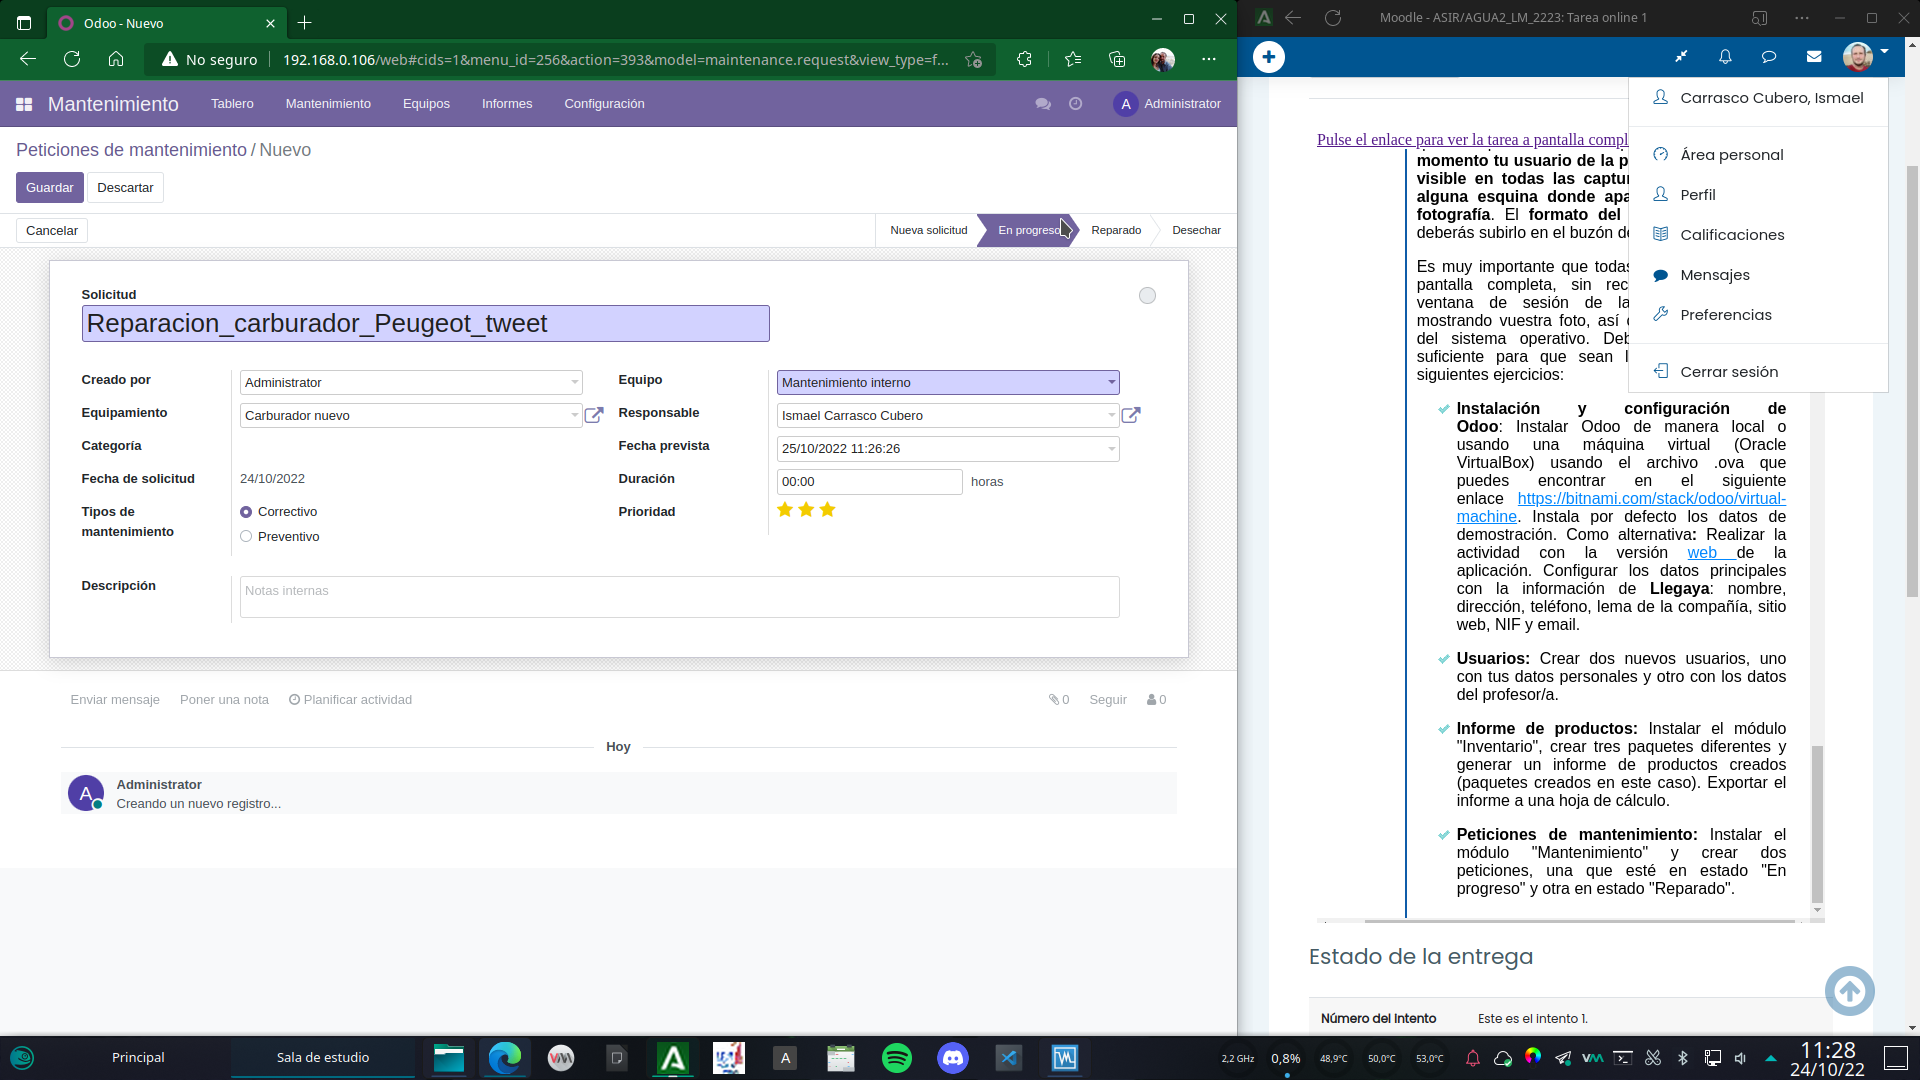 Odoo - Nuevo
No seguro
192.168.0.106/web#cids=1&menu_id=256&action=393&model=maintenance.request&view_type=f...
Mantenimiento
Tablero
Mantenimiento
Equipos
Informes
Configuración
A
Administrator
Peticiones de mantenimiento / Nuevo
Guardar
Descartar
Cancelar
Nueva solicitud
En progreso
Reparado
Desechar
Solicitud
Reparacion_carburador_Peugeot_tweet
Creado por
Administrator
Equipo
Mantenimiento interno
Equipamiento
Carburador nuevo
Responsable
Ismael Carrasco Cubero
Categoría
Fecha prevista
25/10/2022 11:26:26
Fecha de solicitud
24/10/2022
Duración
00:00
horas
Tipos de
mantenimiento
Correctivo
Preventivo
Prioridad
Descripción
Notas internas
Enviar mensaje
Poner una nota
Planificar actividad
0
Seguir
0
Hoy
A
Administrator
Creando un nuevo registro...
Moodle - ASIR/AGUA2_LM_2223: Tarea online 1
Carrasco Cubero, Ismael
Área personal
Perfil
Calificaciones
Mensajes
Preferencias
Cerrar sesión
Pulse el enlace para ver la tarea a pantalla compl
momento tu usuario de la p
visible en todas las captur
alguna esquina donde apa
fotografía. El formato del
deberás subirlo en el buzón de
Es muy importante que todas
pantalla completa, sin rec
ventana de sesión de la
mostrando vuestra foto, así
del sistema operativo. Deb
suficiente para que sean l
siguientes ejercicios:
Instalación y configuración de
Odoo: Instalar Odoo de manera local o
usando una máquina virtual (Oracle
VirtualBox) usando el archivo .ova que
puedes encontrar en el siguiente
enlace https://bitnami.com/stack/odoo/virtual-
machine. Instala por defecto los datos de
demostración. Como alternativa: Realizar la
actividad con la versión web de la
aplicación. Configurar los datos principales
con la información de Llegaya: nombre,
dirección, teléfono, lema de la compañía, sitio
web, NIF y email.
Usuarios: Crear dos nuevos usuarios, uno
con tus datos personales y otro con los datos
del profesor/a.
Informe de productos: Instalar el módulo
"Inventario", crear tres paquetes diferentes y
generar un informe de productos creados
(paquetes creados en este caso). Exportar el
informe a una hoja de cálculo.
Peticiones de mantenimiento: Instalar el
módulo "Mantenimiento" y crear dos
peticiones, una que esté en estado "En
progreso" y otra en estado "Reparado".
Estado de la entrega
Número del Intento
Este es el intento 1.
Principal
Sala de estudio
2,2 GHz
0,8%
48,9°C
50,0°C
53,0°C
11:28
24/10/22